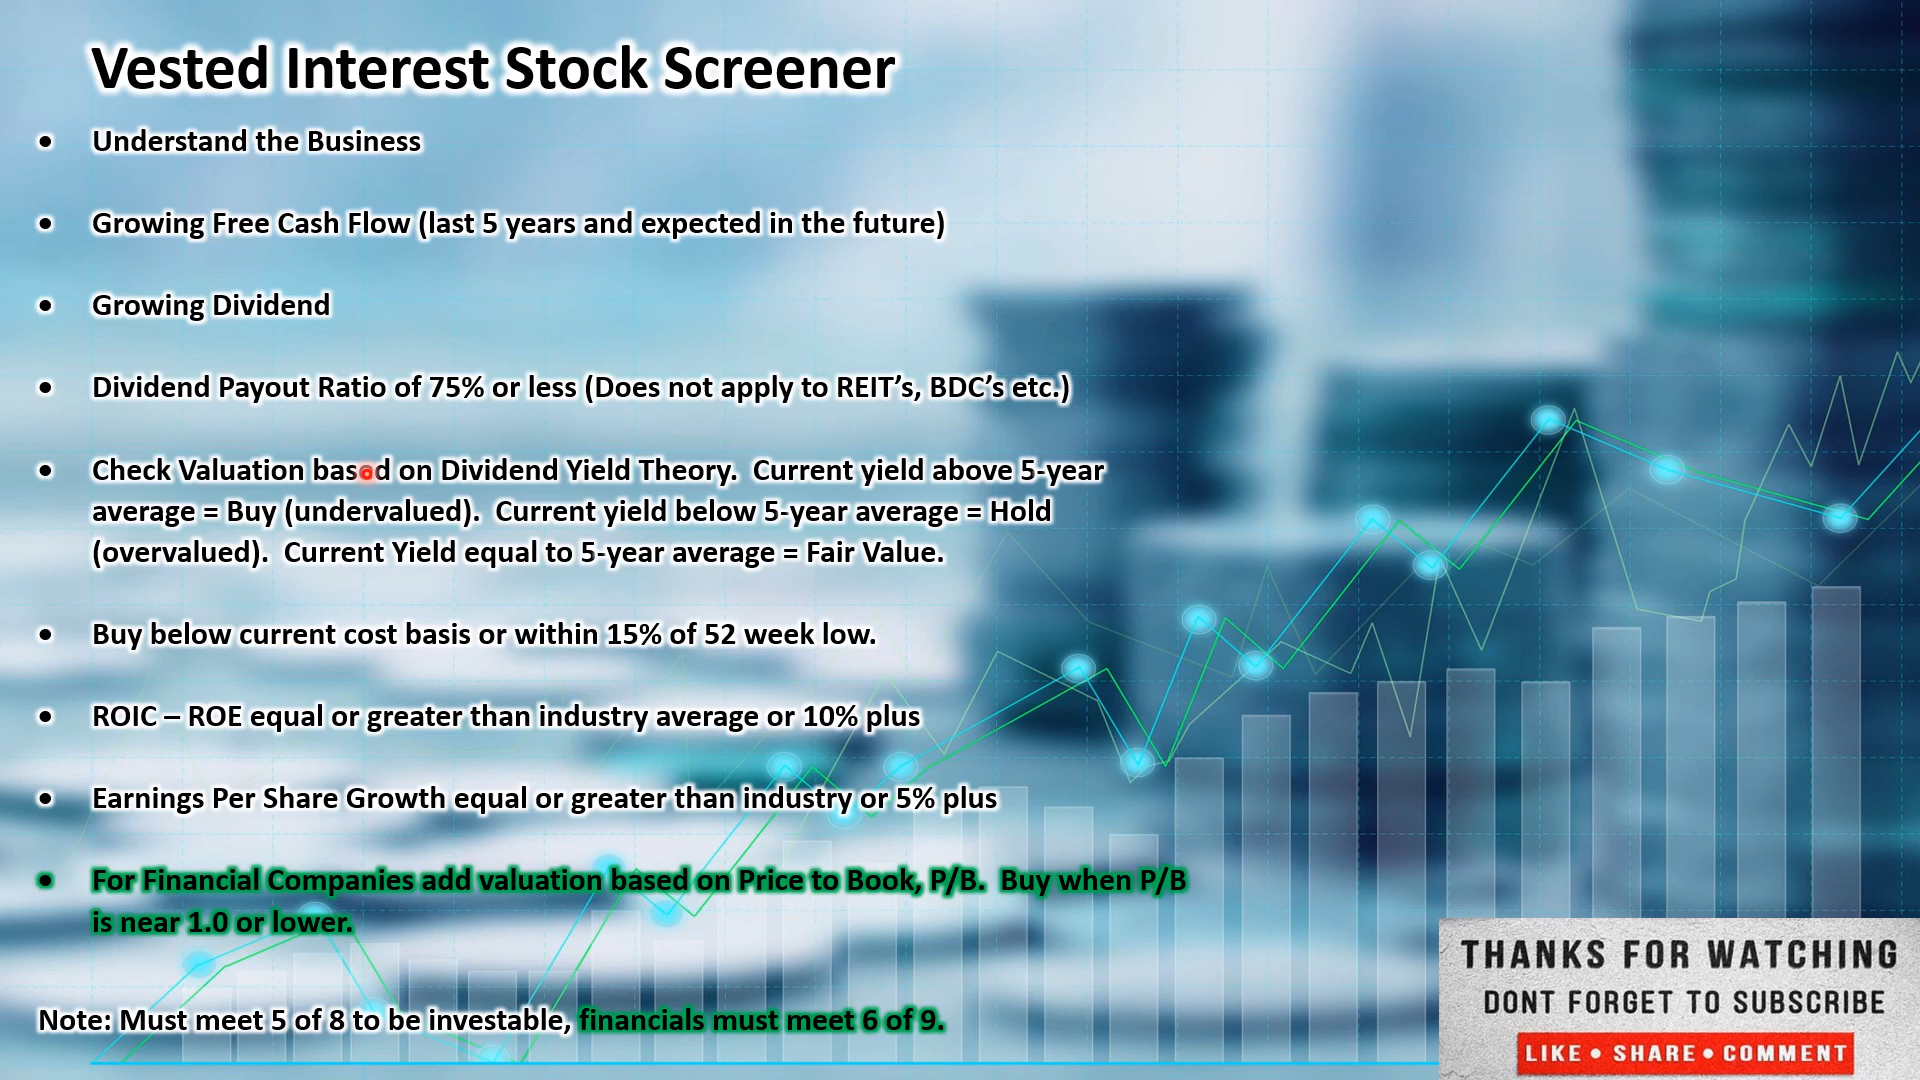 Vested Interest Stock Screener
• Understand the Business
• Growing Free Cash Flow (last 5 years and expected in the future)
• Growing Dividend
• Dividend Payout Ratio of 75% or less (Does not apply to REIT’s, BDC’s etc.)
• Check Valuation based on Dividend Yield Theory.  Current yield above 5-year
average = Buy (undervalued).  Current yield below 5-year average = Hold
(overvalued).  Current Yield equal to 5-year average = Fair Value.
• Buy below current cost basis or within 15% of 52 week low.
• ROIC – ROE equal or greater than industry average or 10% plus
• Earnings Per Share Growth equal or greater than industry or 5% plus
• For Financial Companies add valuation based on Price to Book, P/B.  Buy when P/B
is near 1.0 or lower.
Note: Must meet 5 of 8 to be investable, financials must meet 6 of 9.
THANKS FOR WATCHING
DONT FORGET TO SUBSCRIBE
LIKE • SHARE • COMMENT